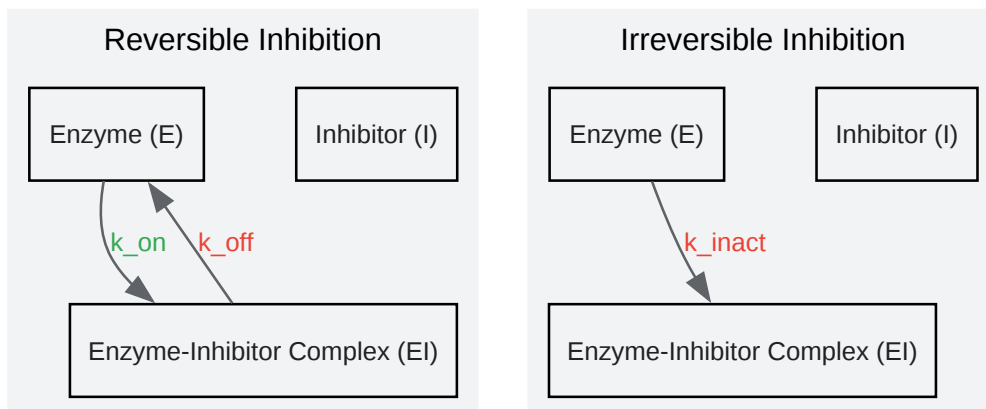 Reversible Inhibition
Enzyme (E)
Inhibitor (I)
k_on
k_off
Enzyme-Inhibitor Complex (EI)
Irreversible Inhibition
Enzyme (E)
Inhibitor (I)
k_inact
Enzyme-Inhibitor Complex (EI)